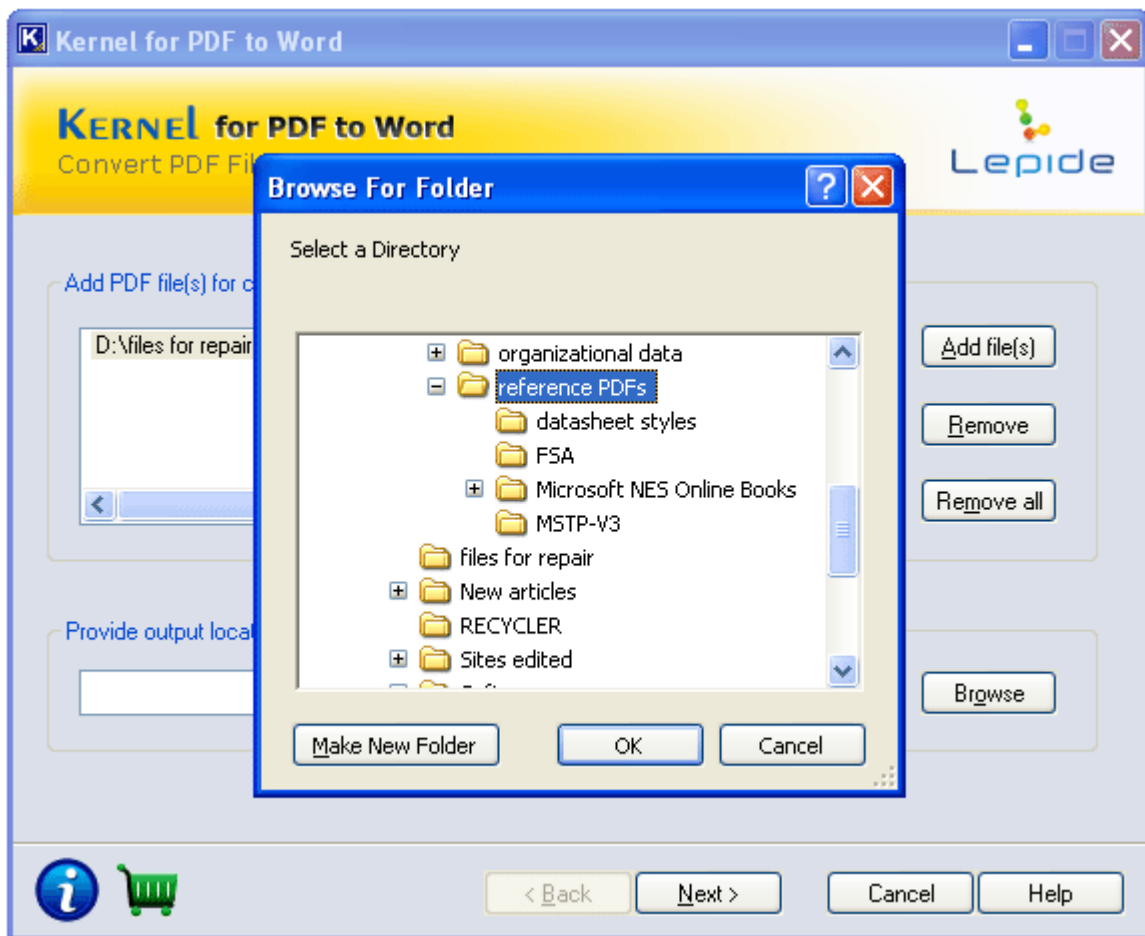 Kernel for PDF to Word
KERNEL for PDF to Word
Convert PDF Fil
Lepide
Browse For Folder
Select a Directory
Add PDF file(s) for c
D:\files for repair
organizational data
reference PDFs
datasheet styles
FSA
Microsoft NES Online Books
MSTP-V3
files for repair
New articles
RECYCLER
Sites edited
Add file(s)
Remove
Remove all
Provide output locat
Browse
Make New Folder
OK
Cancel
< Back
Next >
Cancel
Help